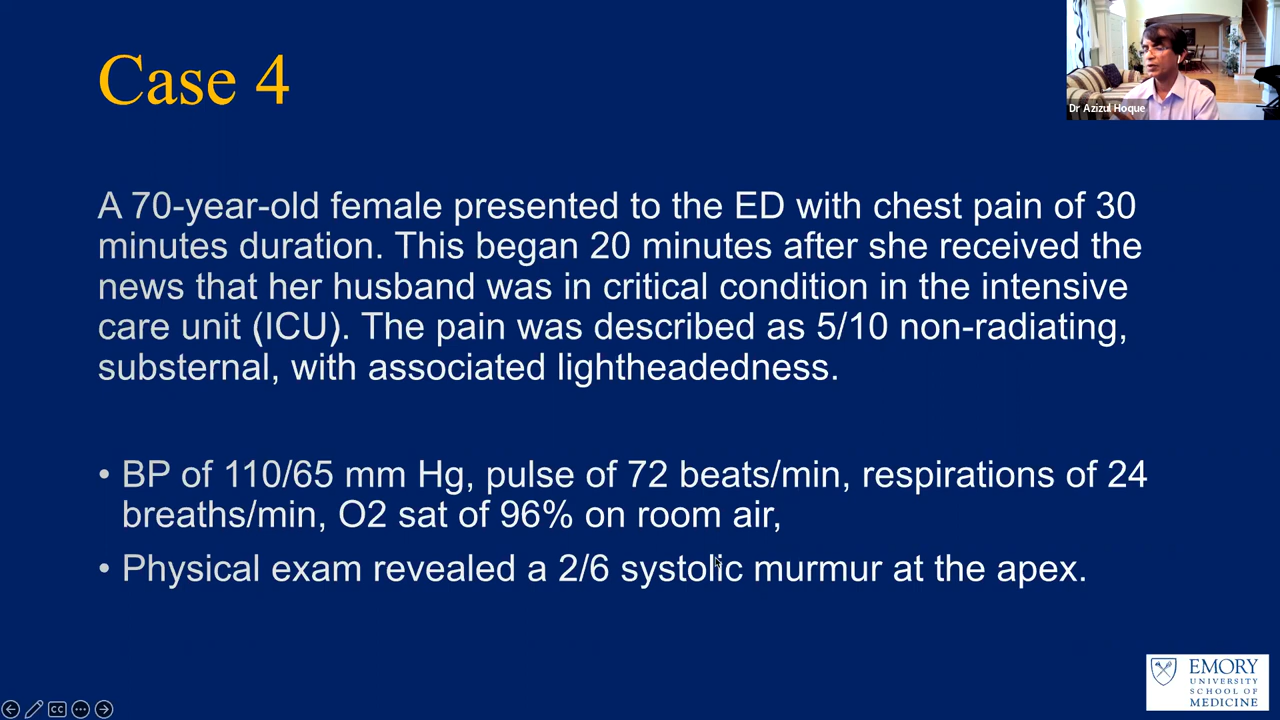 Case 4
Dr Azizul Hoque
A 70-year-old female presented to the ED with chest pain of 30
minutes duration. This began 20 minutes after she received the
news that her husband was in critical condition in the intensive
care unit (ICU). The pain was described as 5/10 non-radiating,
substernal, with associated lightheadedness.
• BP of 110/65 mm Hg, pulse of 72 beats/min, respirations of 24
breaths/min, O2 sat of 96% on room air,
• Physical exam revealed a 2/6 systolic murmur at the apex.
EMORY
UNIVERSITY
SCHOOL OF
MEDICINE
CC